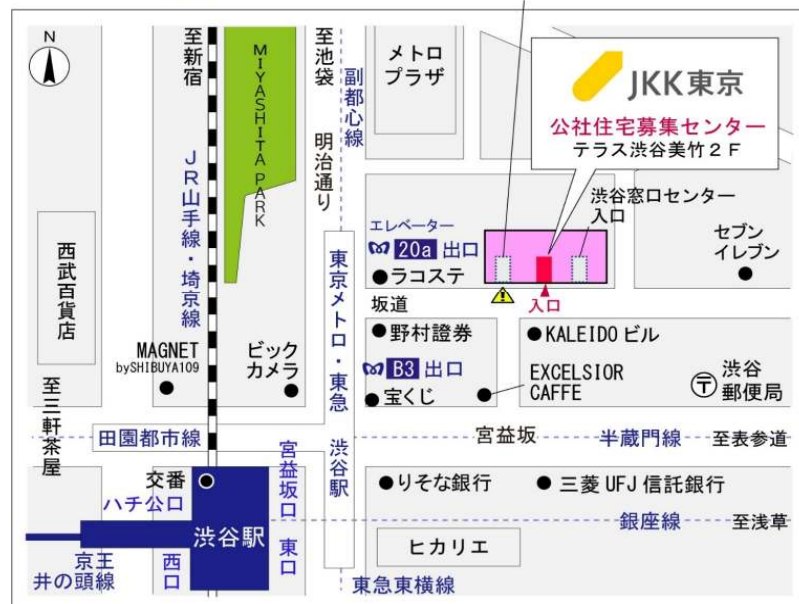 N
至新宿
MIYASHITA PARK
至池袋
副都心線
明治通り
メトロ
プラザ
JKK東京
公社住宅募集センター
テラス渋谷美竹２Ｆ
JR山手線・埼京線
西武百貨店
エレベーター
20a 出口
ラコステ
渋谷窓口センター
入口
セブン
イレブン
入口
坂道
東京メトロ・東急 渋谷駅
野村證券
KALEIDO ビル
MAGNET
bySHIBUYA109
ビック
カメラ
B3 出口
宝くじ
EXCELSIOR
CAFFE
渋谷
郵便局
至三軒茶屋
田園都市線
宮益坂
半蔵門線
至表参道
交番
宮益坂口
ハチ公口
りそな銀行
三菱 UFJ 信託銀行
渋谷駅
銀座線
至浅草
京王
井の頭線
西口
東口
ヒカリエ
東急東横線